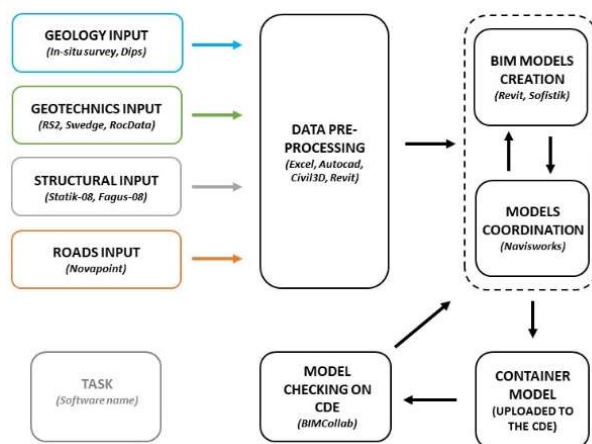 GEOLOGY INPUT
(In-situ survey, Dips)
GEOTECHNICS INPUT
(RS2, Swedge, RocData)
STRUCTURAL INPUT
(Statik-08, Fagus-08)
ROADS INPUT
(Novapoint)
DATA PRE-
PROCESSING
(Excel, Autocad,
Civil3D, Revit)
BIM MODELS
CREATION
(Revit, Sofistik)
MODELS
COORDINATION
(Navisworks)
TASK
(Software name)
MODEL
CHECKING ON
CDE
(BIMCollab)
CONTAINER
MODEL
(UPLOADED TO
THE CDE)